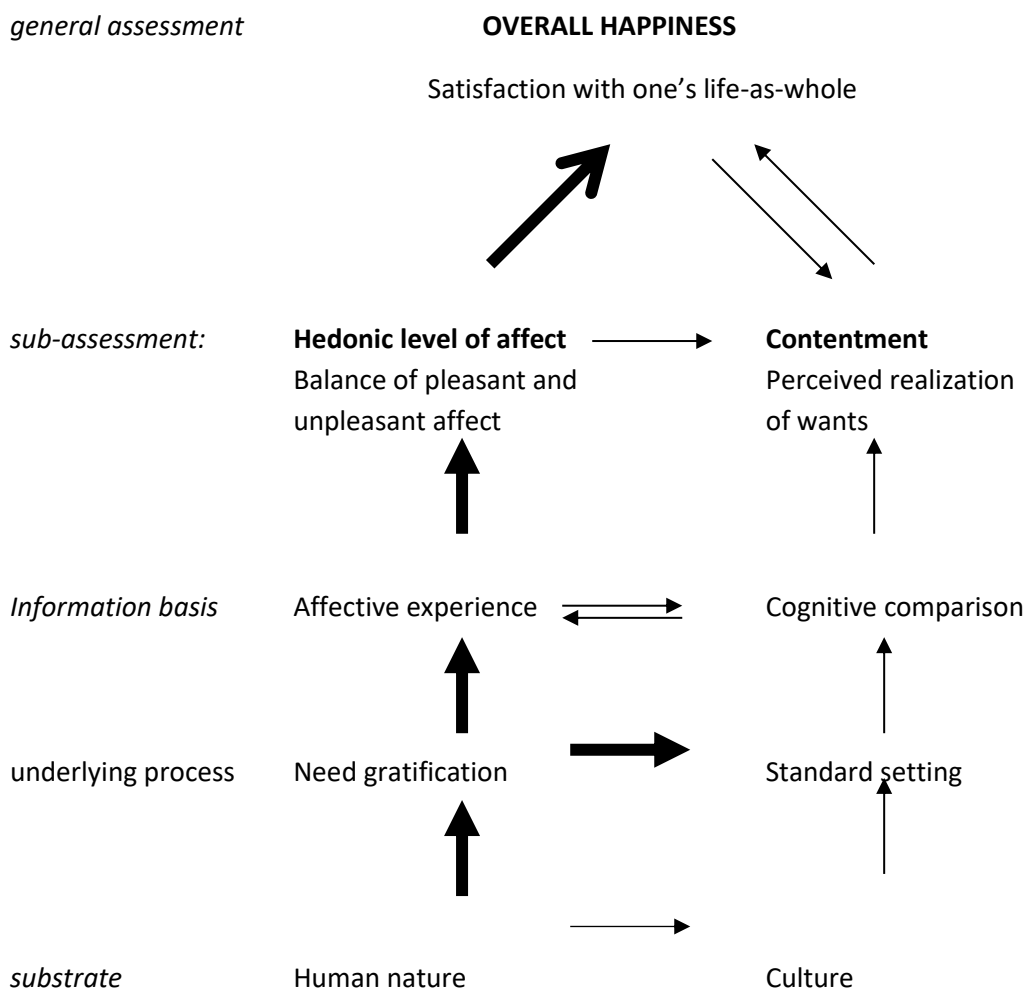 general assessment OVERALL HAPPINESS
Satisfaction with one’s life-as-whole
sub-assessment: Hedonic level of affect Contentment
Balance of pleasant and Perceived realization
unpleasant affect of wants
Information basis Affective experience Cognitive comparison
underlying process Need gratification Standard setting
substrate Human nature Culture